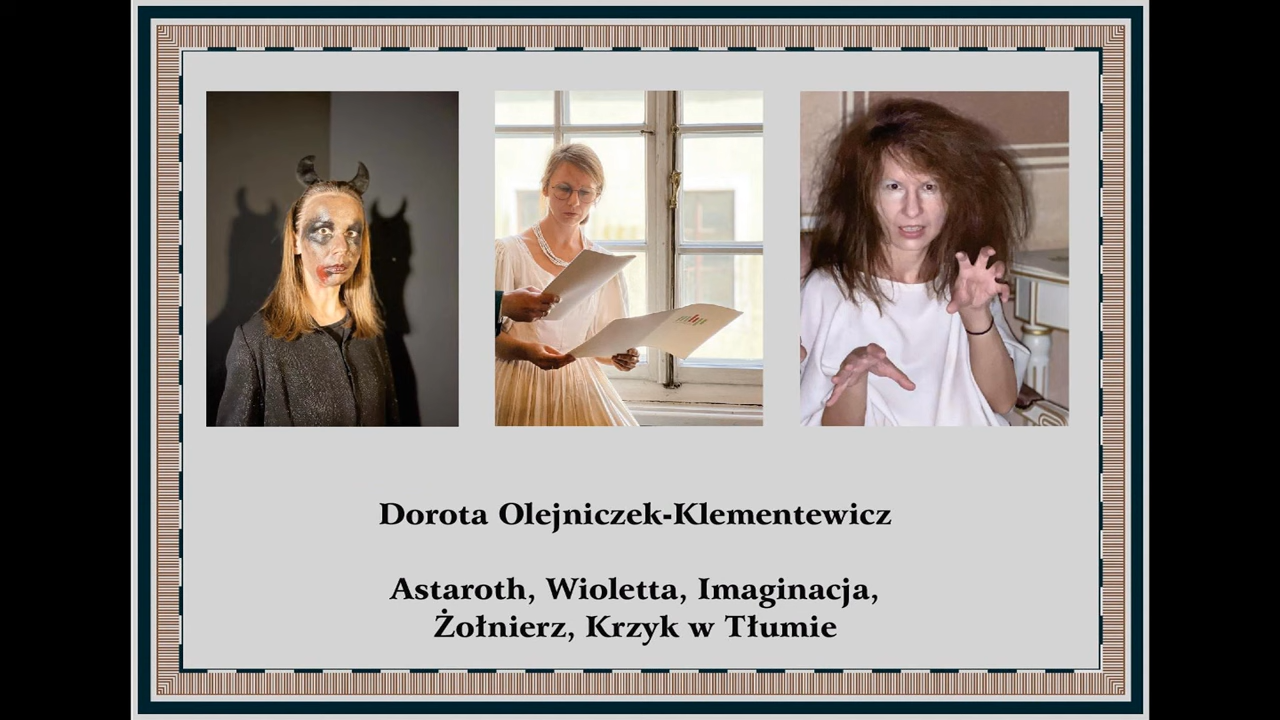 Dorota Olejniczek-Klementewicz
Astaroth, Wioletta, Imaginacja,
Żołnierz, Krzyk w Tłumie